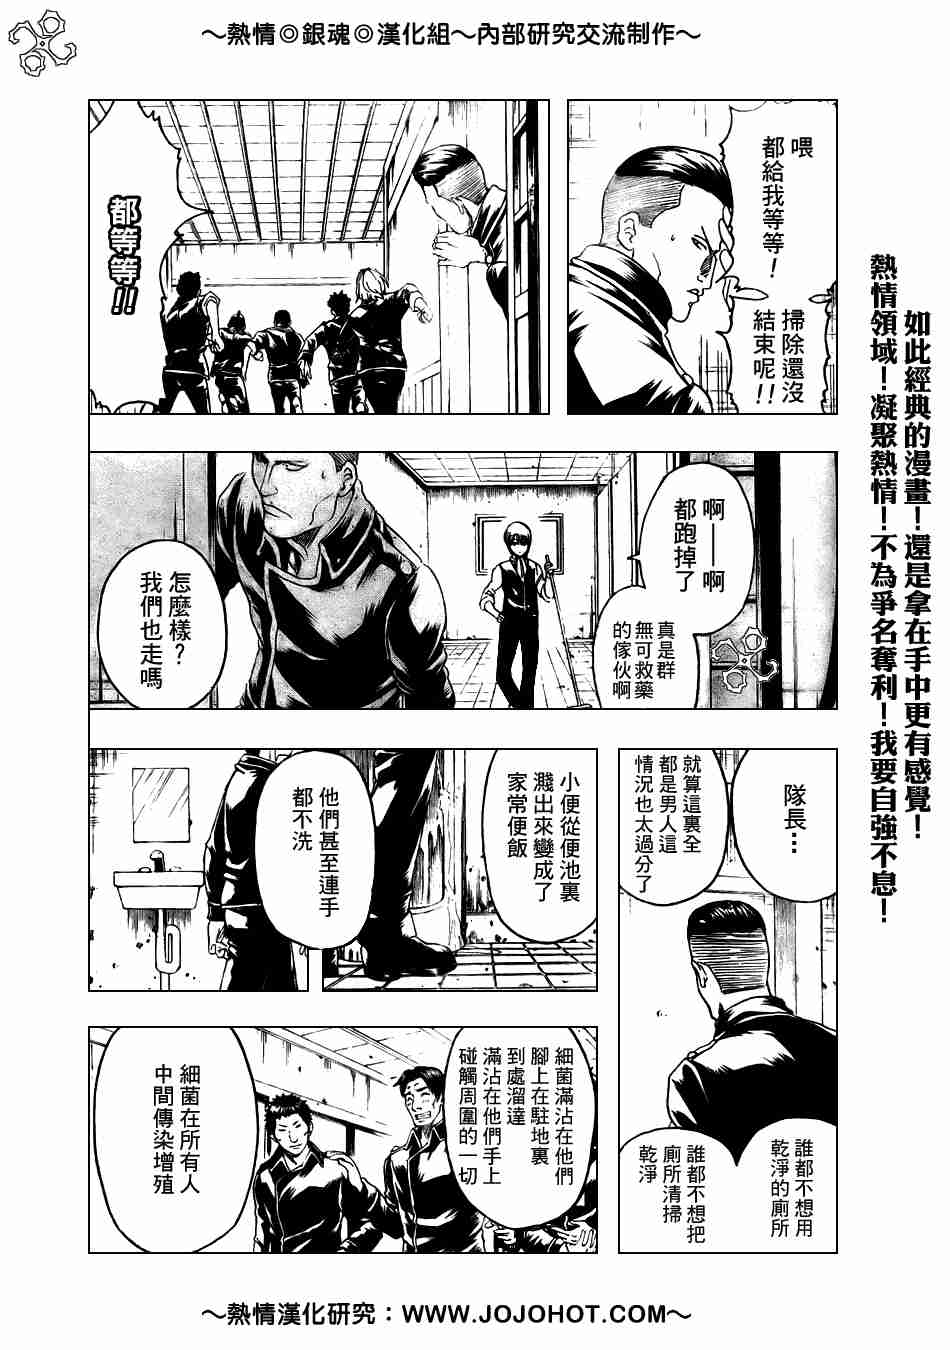 ～熱情◎銀魂◎漢化組～內部研究交流制作～
喂
都給我等等！
掃除還沒
結束呢！！
都等等！！
如此經典的漫畫！還是拿在手中更有感覺！
熱情領域！凝聚熱情！不為爭名奪利！我要自強不息！
啊——啊
都跑掉了
真是群
無可救藥
的傢伙啊
怎麼樣？
我們也走嗎
隊長…
就算這裏全
都是男人這
情況也太過分了
誰都不想用
乾淨的廁所
誰都不想把
廁所清掃
乾淨
小便從便池裏
濺出來變成了
家常便飯
他們甚至連手
都不洗
細菌滿沾在他們
腳上在駐地裏
到處溜達
滿沾在他們手上
碰觸周圍的一切
細菌在所有人
中間傳染增殖
～熱情漢化研究：WWW.JOJOHOT.COM～